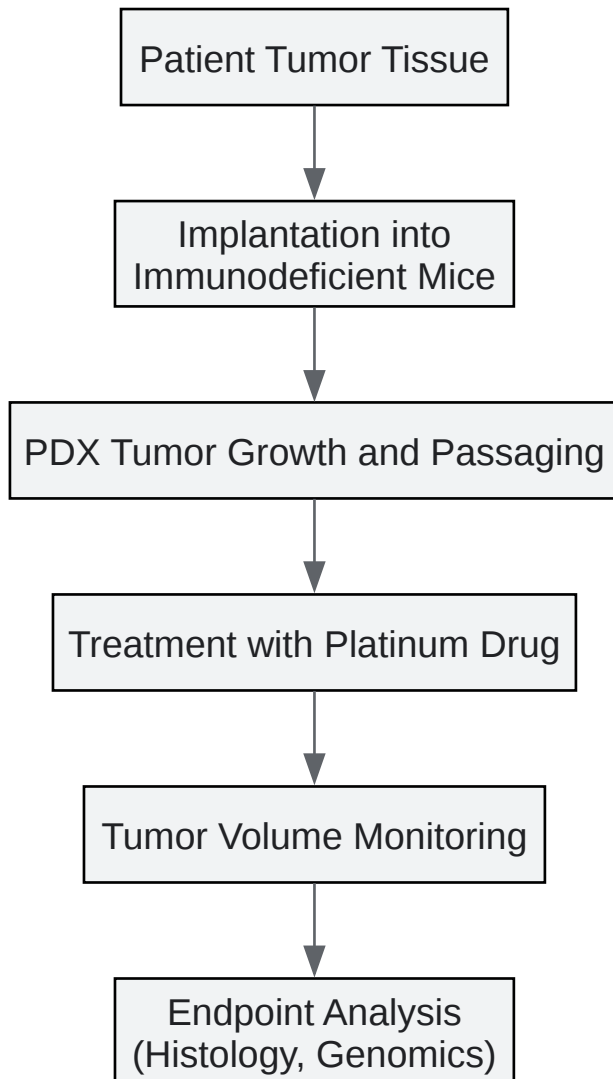 Patient Tumor Tissue
Implantation into
Immunodeficient Mice
PDX Tumor Growth and Passaging
Treatment with Platinum Drug
Tumor Volume Monitoring
Endpoint Analysis
(Histology, Genomics)